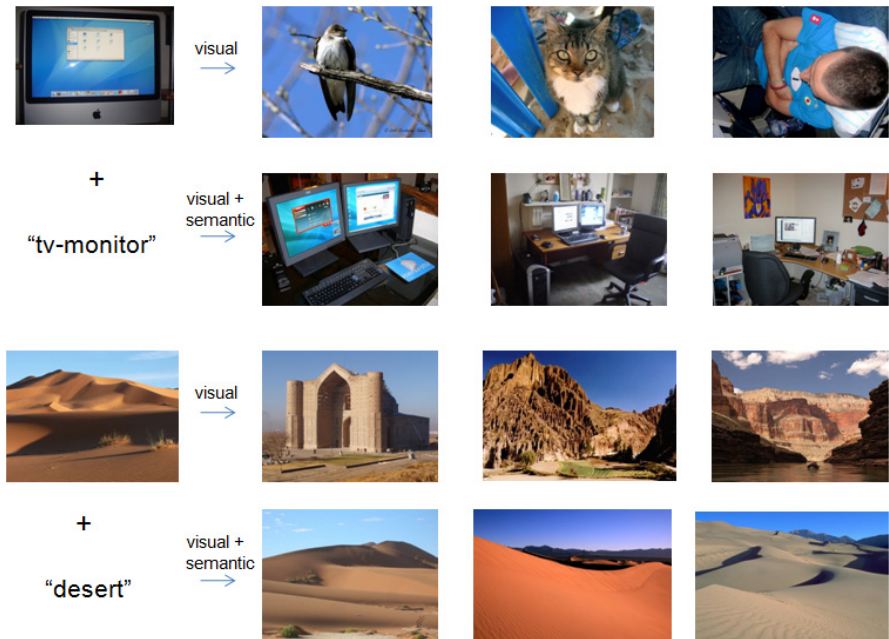 visual
+
visual +
semantic
“tv-monitor”
visual
+
visual +
semantic
“desert”